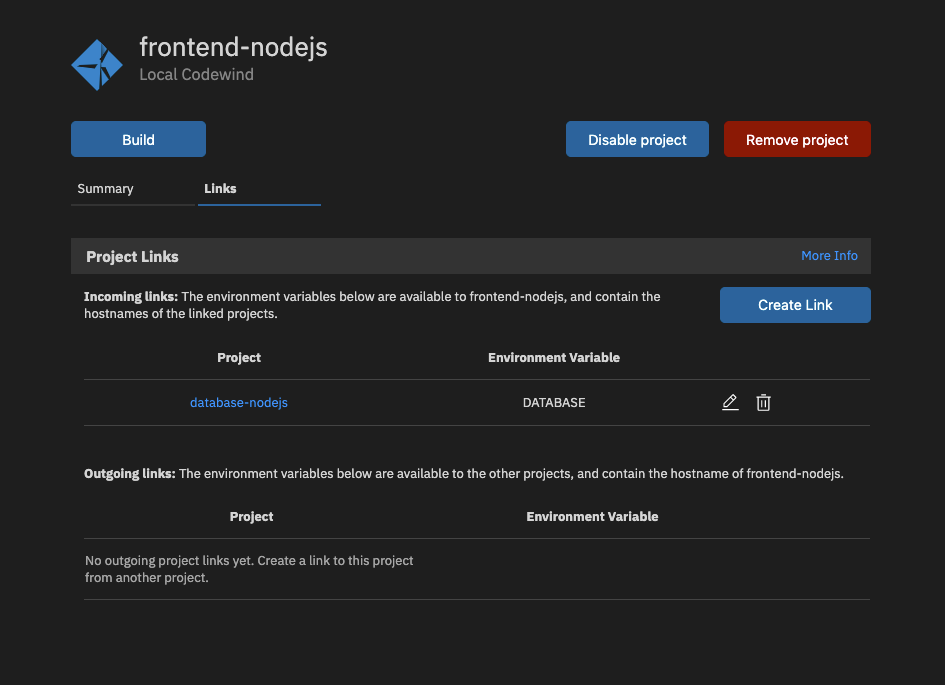 frontend-nodejs
Local Codewind
Build
Disable project
Remove project
Summary
Links
Project Links
More Info
Incoming links: The environment variables below are available to frontend-nodejs, and contain the
hostnames of the linked projects.
Create Link
Project
Environment Variable
database-nodejs
DATABASE
Outgoing links: The environment variables below are available to the other projects, and contain the hostname of frontend-nodejs.
Project
Environment Variable
No outgoing project links yet. Create a link to this project
from another project.